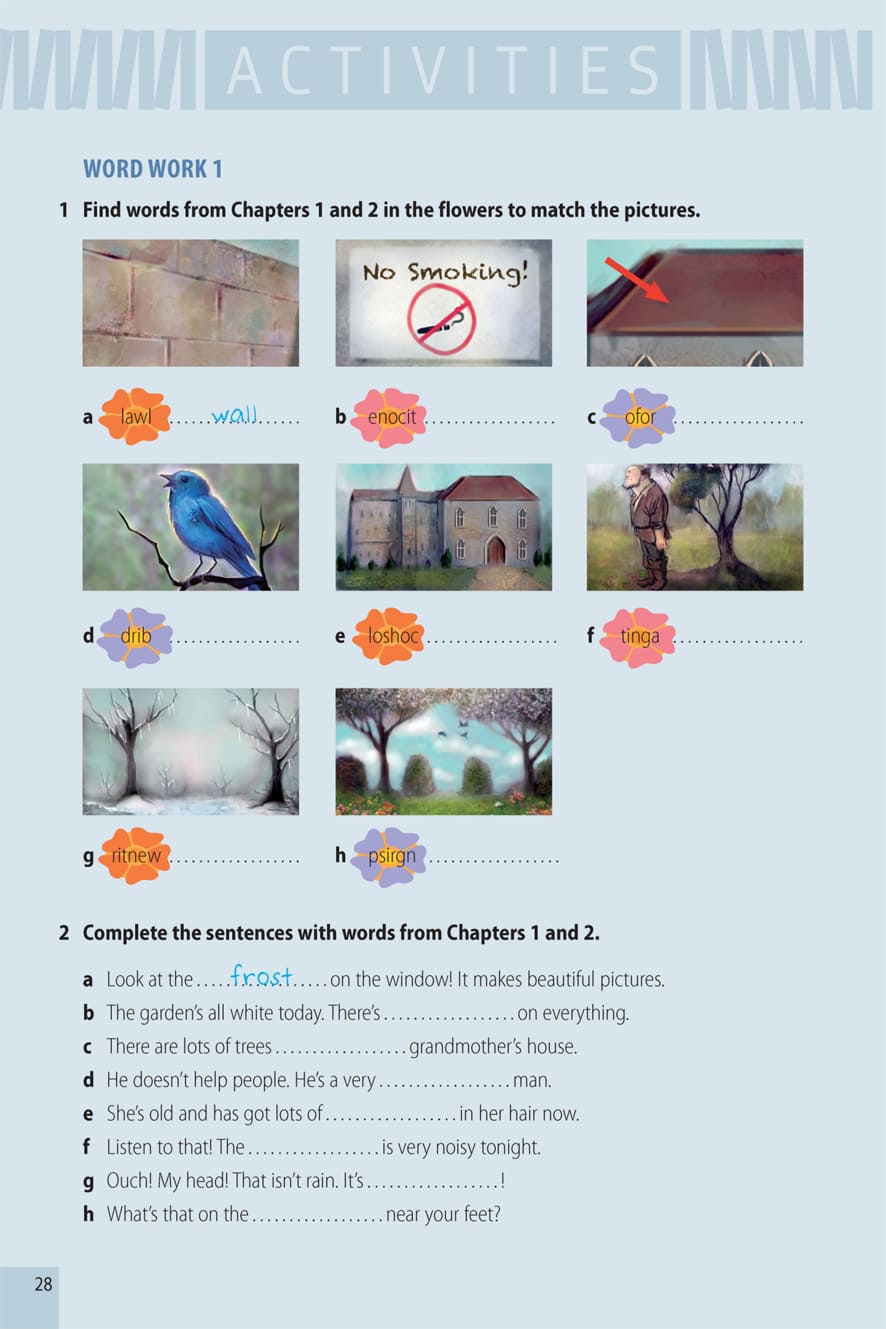 ACTIVITIES
WORD WORK 1
1 Find words from Chapters 1 and 2 in the flowers to match the pictures.
No Smoking!
a lawl ......wall......
b enocit ..................
c ofor ..................
d drib ..................
e loshoc ..................
f tinga ..................
g ritnew ..................
h psirgn ..................
2 Complete the sentences with words from Chapters 1 and 2.
a Look at the .....frost..... on the window! It makes beautiful pictures.
b The garden's all white today. There's .................. on everything.
c There are lots of trees .................. grandmother's house.
d He doesn't help people. He's a very .................. man.
e She's old and has got lots of .................. in her hair now.
f Listen to that! The .................. is very noisy tonight.
g Ouch! My head! That isn't rain. It's .................. !
h What's that on the .................. near your feet?
28